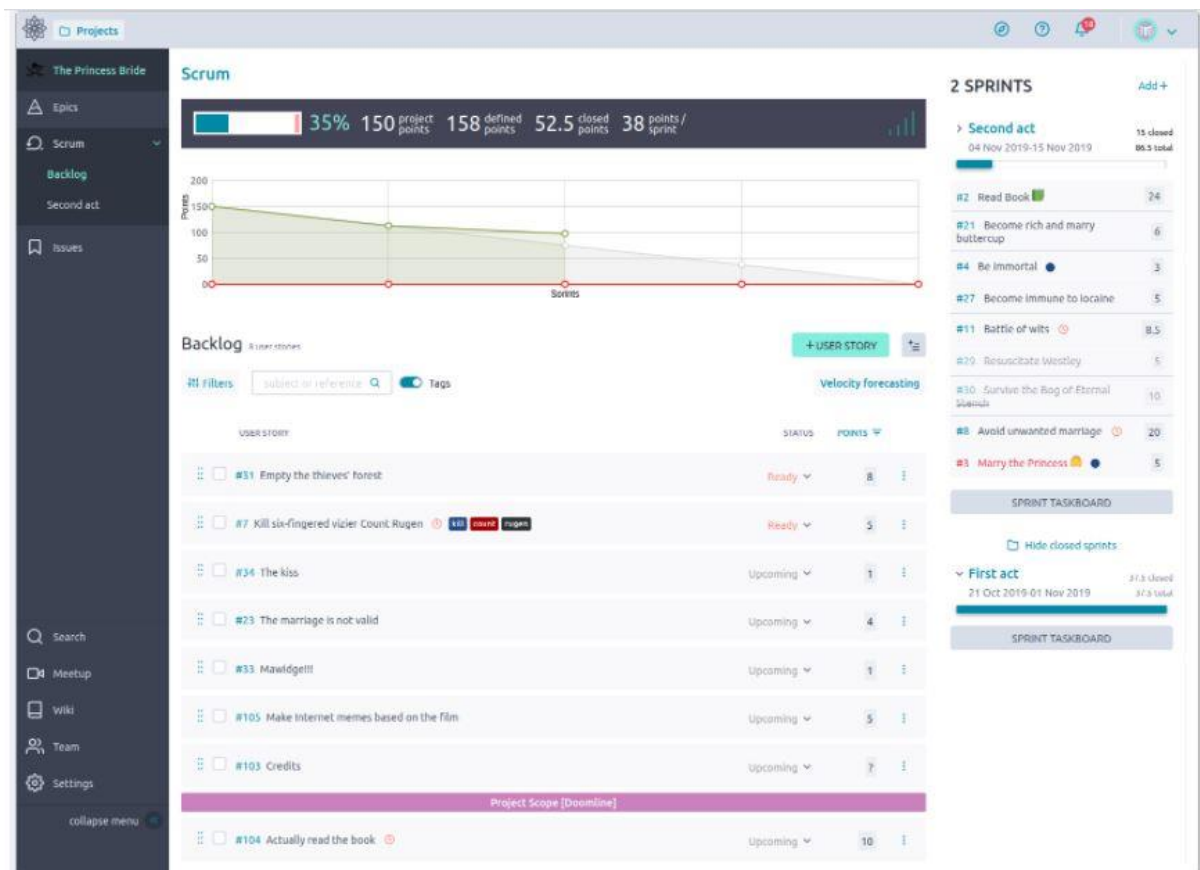 Projects
14
The Princess Bride
Epics
Scrum
Backlog
Second act
Issues
Search
Meetup
Wiki
Team
Settings
collapse menu
Scrum
35% 150 project points 158 defined points 52.5 closed points 38 points/ sprint
Points
200
150
100
50
0
Sprints
Backlog 8 user stories
+ USER STORY
Filters
subject or reference
Tags
Velocity forecasting
USER STORY STATUS POINTS
#31 Empty the thieves' forest Ready 8
#7 Kill six-fingered vizier Count Rugen kill count rugen Ready 5
#34 The kiss Upcoming 1
#23 The marriage is not valid Upcoming 4
#33 Mawidge!!! Upcoming 1
#105 Make Internet memes based on the film Upcoming 5
#103 Credits Upcoming ?
Project Scope [Doomline]
#104 Actually read the book Upcoming 10
2 SPRINTS Add +
Second act 15 closed
04 Nov 2019-15 Nov 2019 86.5 total
#2 Read Book 24
#21 Become rich and marry
buttercup 6
#4 Be immortal 3
#27 Become immune to locaine 5
#11 Battle of wits 8.5
#29 Resuscitate Westley 5
#30 Survive the Bog of Eternal
Stench 10
#8 Avoid unwanted marriage 20
#3 Marry the Princess 5
SPRINT TASKBOARD
Hide closed sprints
First act 37.5 closed
21 Oct 2019-01 Nov 2019 37.5 total
SPRINT TASKBOARD